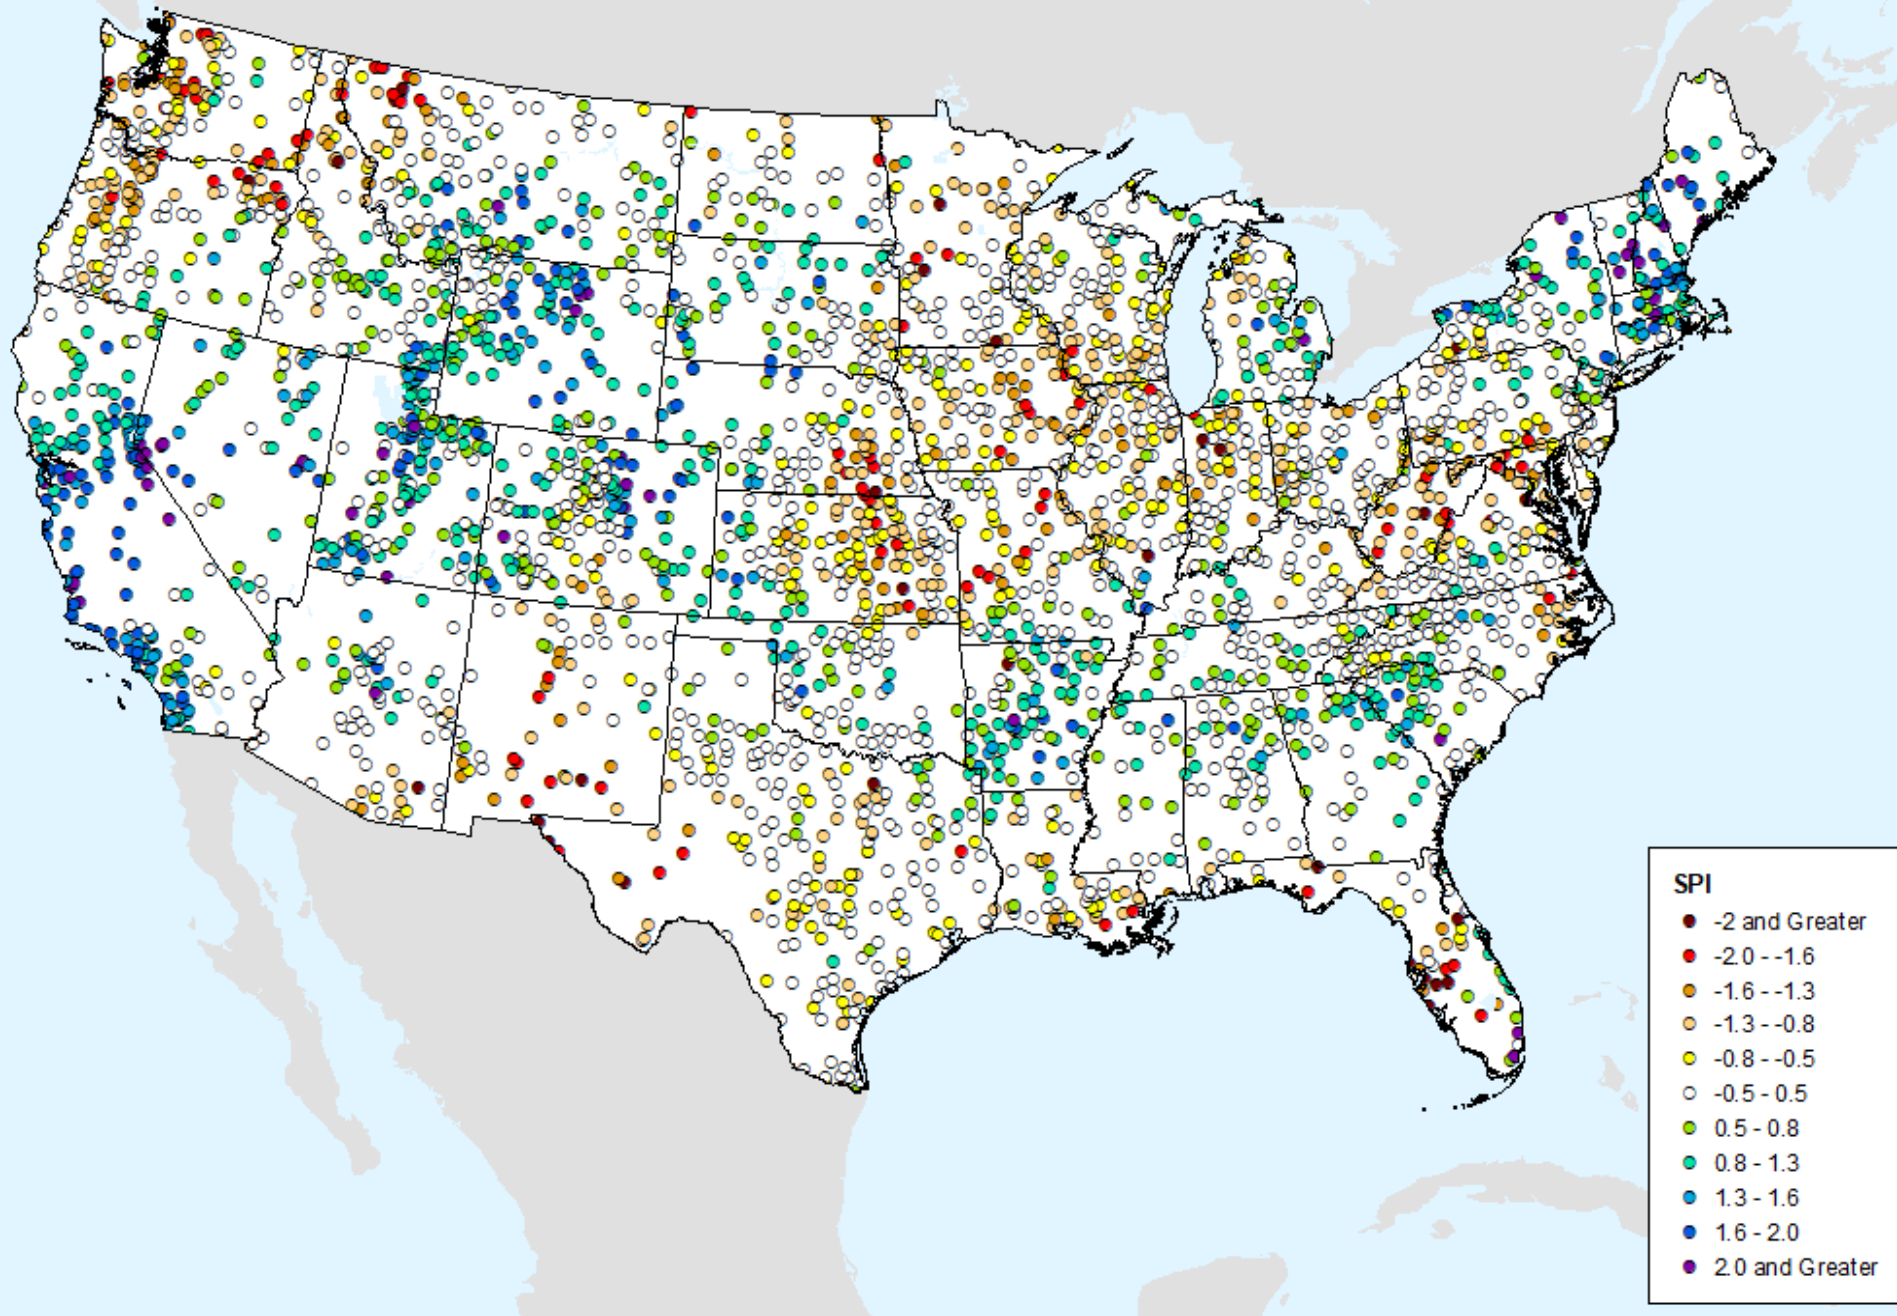 SPI
-2 and Greater
-2.0 - -1.6
-1.6 - -1.3
-1.3 - -0.8
-0.8 - -0.5
-0.5 - 0.5
0.5 - 0.8
0.8 - 1.3
1.3 - 1.6
1.6 - 2.0
2.0 and Greater